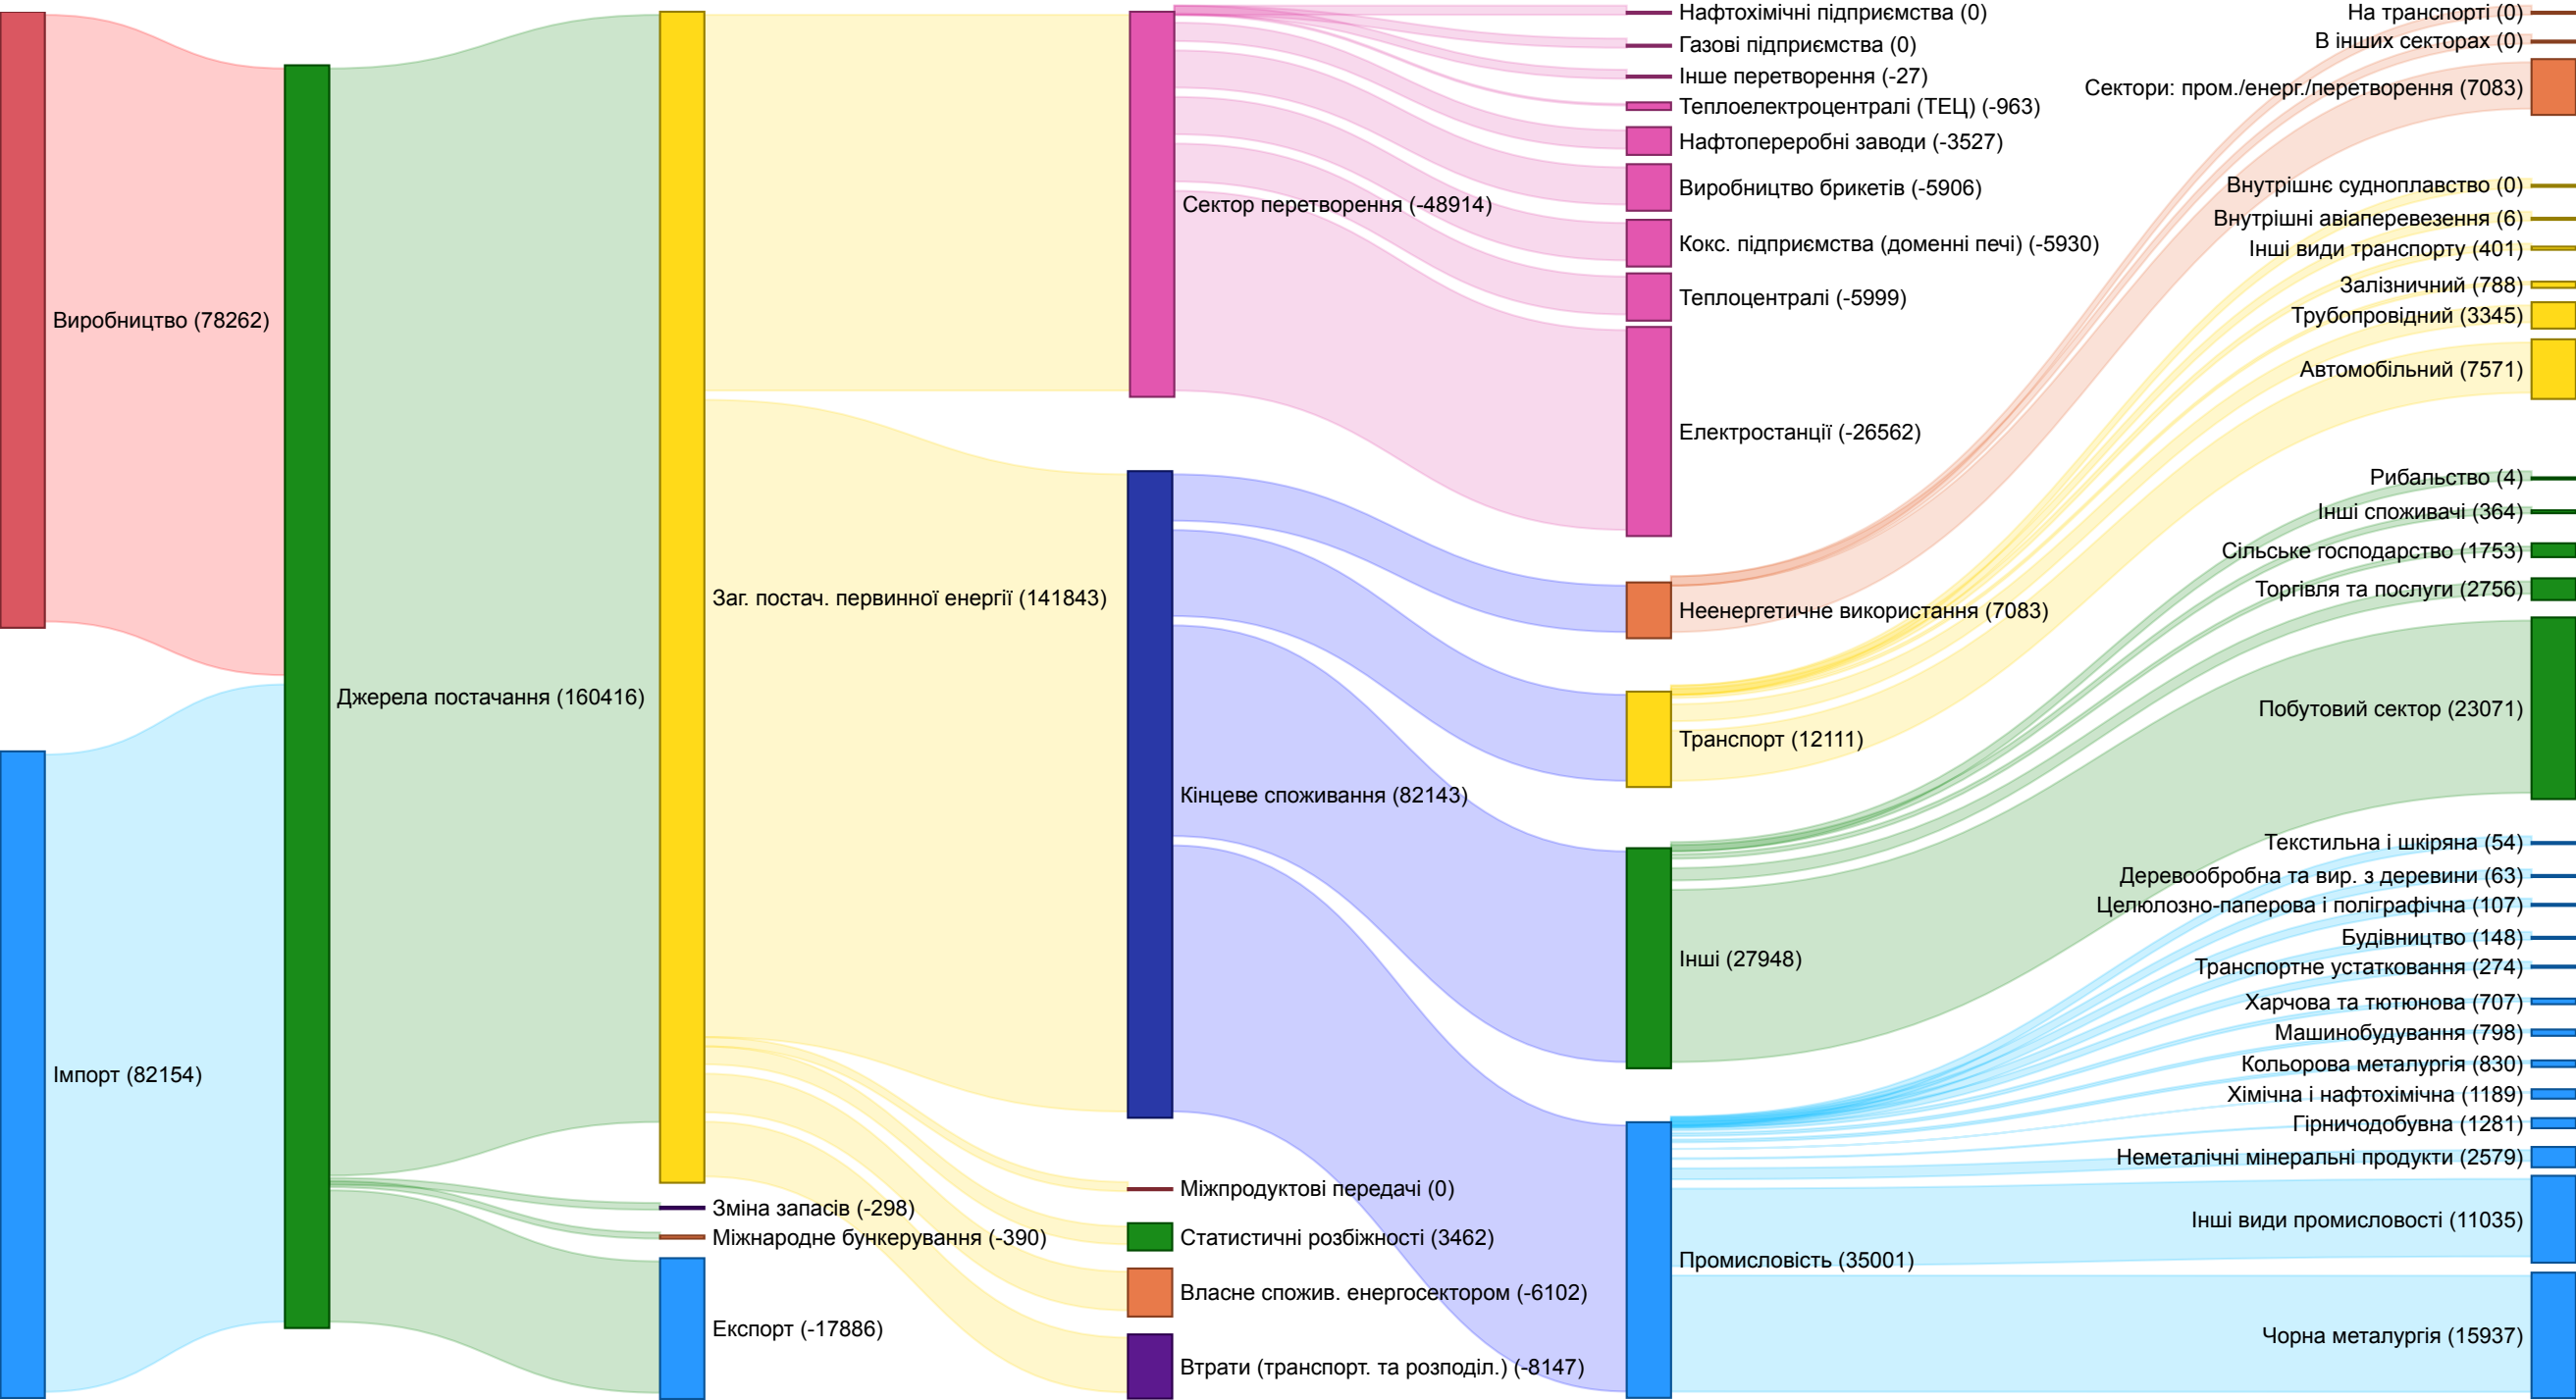 Виробництво (78262)
Імпорт (82154)
Джерела постачання (160416)
Заг. постач. первинної енергії (141843)
Зміна запасів (-298)
Міжнародне бункерування (-390)
Експорт (-17886)
Сектор перетворення (-48914)
Кінцеве споживання (82143)
Міжпродуктові передачі (0)
Статистичні розбіжності (3462)
Власне спожив. енергосектором (-6102)
Втрати (транспорт. та розподіл.) (-8147)
Нафтохімічні підприємства (0)
Газові підприємства (0)
Інше перетворення (-27)
Теплоелектроцентралі (ТЕЦ) (-963)
Нафтопереробні заводи (-3527)
Виробництво брикетів (-5906)
Кокс. підприємства (доменні печі) (-5930)
Теплоцентралі (-5999)
Електростанції (-26562)
Неенергетичне використання (7083)
Транспорт (12111)
Інші (27948)
Промисловість (35001)
На транспорті (0)
В інших секторах (0)
Сектори: пром./енерг./перетворення (7083)
Внутрішнє судноплавство (0)
Внутрішні авіаперевезення (6)
Інші види транспорту (401)
Залізничний (788)
Трубопровідний (3345)
Автомобільний (7571)
Рибальство (4)
Інші споживачі (364)
Сільське господарство (1753)
Торгівля та послуги (2756)
Побутовий сектор (23071)
Текстильна і шкіряна (54)
Деревообробна та вир. з деревини (63)
Целюлозно-паперова і поліграфічна (107)
Будівництво (148)
Транспортне устатковання (274)
Харчова та тютюнова (707)
Машинобудування (798)
Кольорова металургія (830)
Хімічна і нафтохімічна (1189)
Гірничодобувна (1281)
Неметалічні мінеральні продукти (2579)
Інші види промисловості (11035)
Чорна металургія (15937)